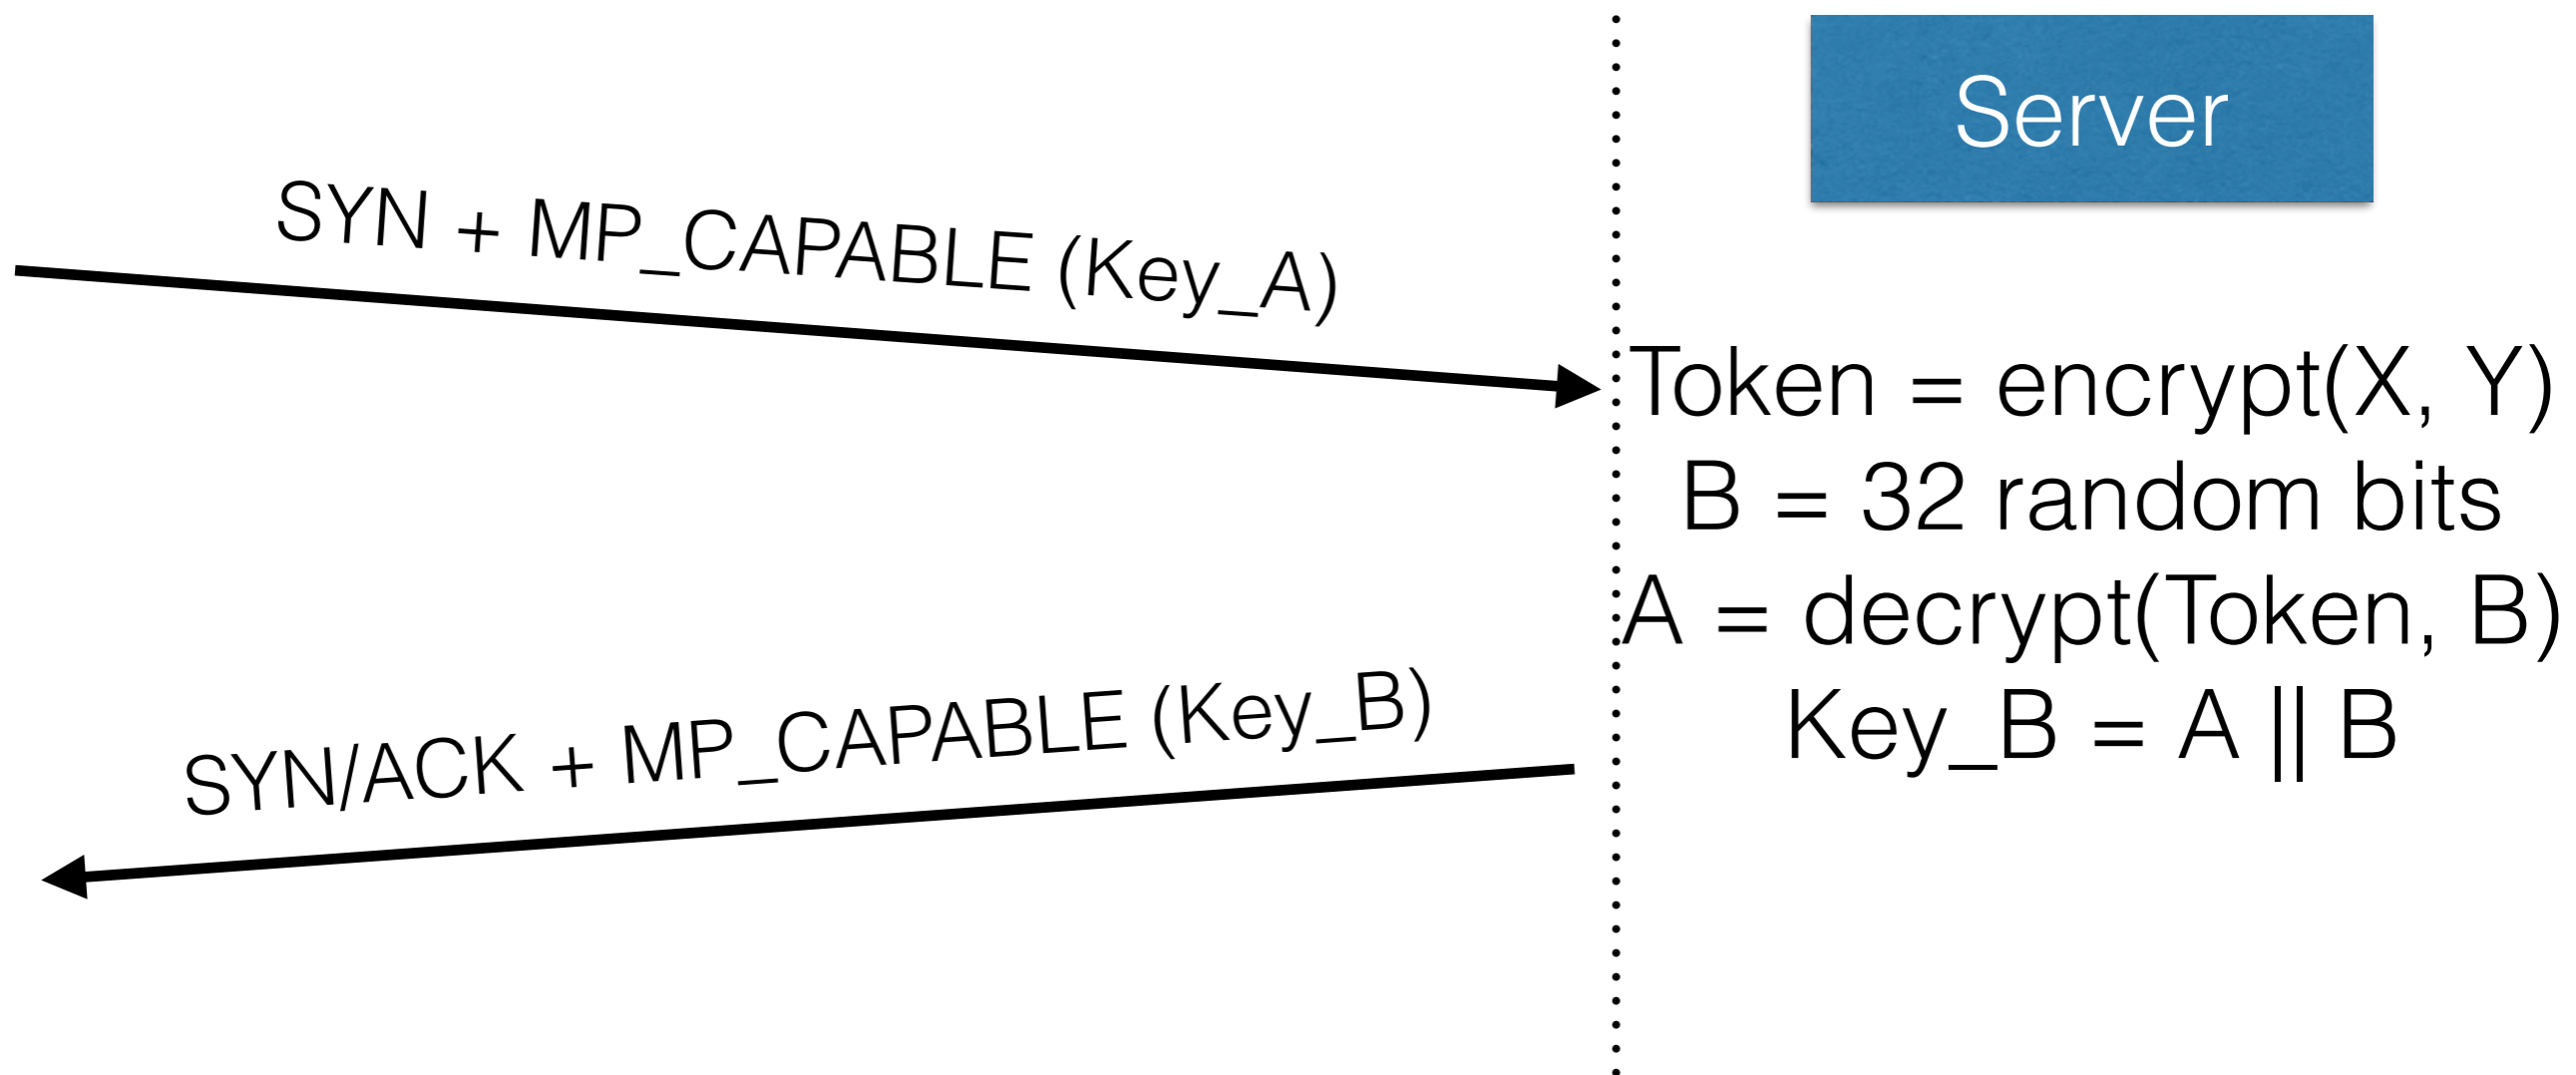 Server
SYN + MP_CAPABLE (Key_A)
Token = encrypt(X, Y)
B = 32 random bits
A = decrypt(Token, B)
Key_B = A || B
SYN/ACK + MP_CAPABLE (Key_B)